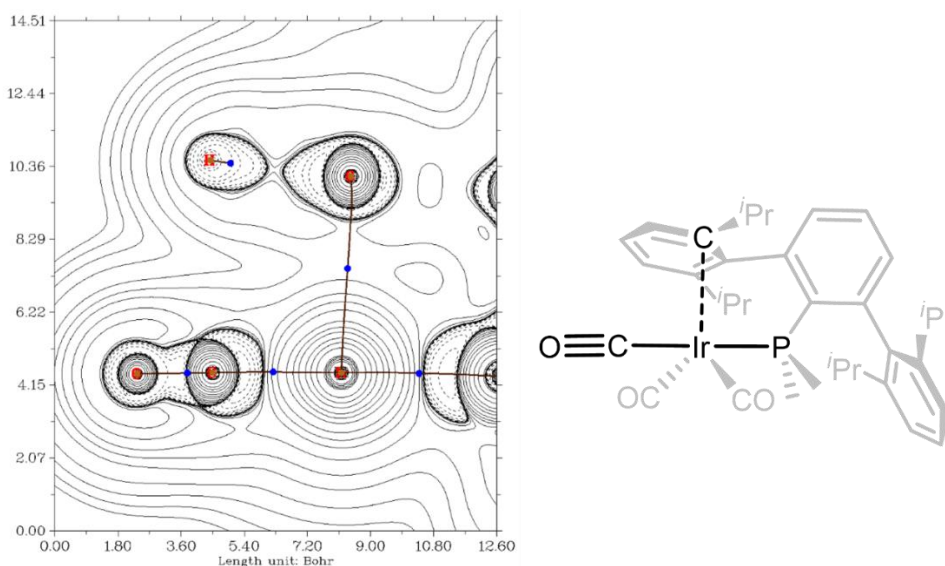 14.51
12.44
10.36
8.29
6.22
4.15
2.07
0.00
0.00 1.80 3.60 5.40 7.20 9.00 10.80 12.60
Length unit: Bohr
H
C iPr
iPr
O C Ir P
iP
iPr
OC CO